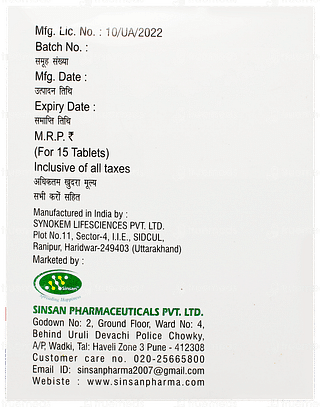 Mfg. Lic. No. : 10/UA/2022
Batch No. :
समूह संख्या
Mfg. Date :
उत्पादन तिथि
Expiry Date :
समाप्ति तिथि
M.R.P. ₹
(For 15 Tablets)
Inclusive of all taxes
अधिकतम खुदरा मूल्य
सभी करों सहित
Manufactured in India by :
SYNOKEM LIFESCIENCES PVT. LTD.
Plot No.11, Sector-4, I.I.E., SIDCUL,
Ranipur, Haridwar-249403 (Uttarakhand)
Marketed by :
Sinsan
SINSAN PHARMACEUTICALS PVT. LTD.
Godown No: 2, Ground Floor, Ward No: 4,
Behind Uruli Devachi Police Chowky,
A/P, Wadki, Tal: Haveli Zone 3 Pune - 412308
Customer care no. 020-25665800
Email ID: sinsanpharma2007@gmail.com
Webiste : www.sinsanpharma.com